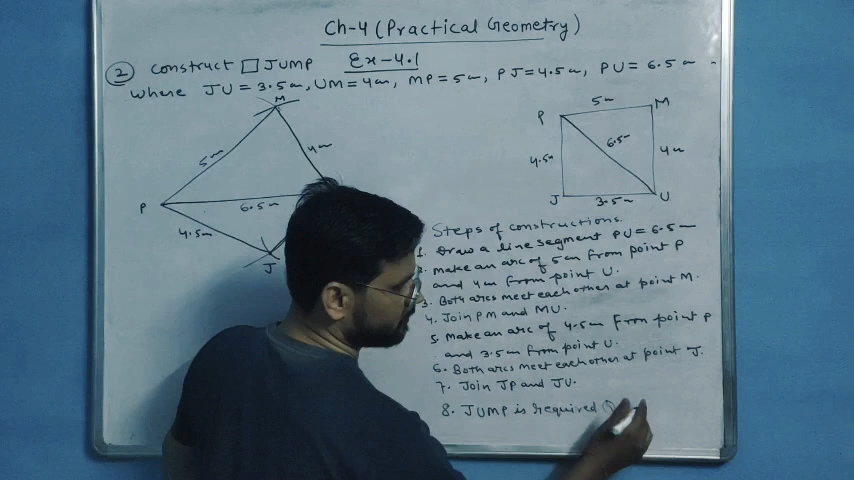 Ch-4 (Practical Geometry)
Ex-4.1
② Construct □ JUMP
where JU = 3.5cm, UM = 4cm, MP = 5cm, PJ = 4.5cm, PU = 6.5cm
M
5cm
4cm
P
6.5cm
4.5cm
J
5cm
P
M
6.5cm
4.5cm
4cm
J
3.5cm
U
Steps of constructions.
1. Draw a line segment PU = 6.5cm
2. Make an arc of 5cm from point P
and 4cm from point U.
3. Both arcs meet each other at point M.
4. Join PM and MU.
5. Make an arc of 4.5cm from point P
and 3.5cm from point U.
6. Both arcs meet each other at point J.
7. Join JP and JU.
8. JUMP is required